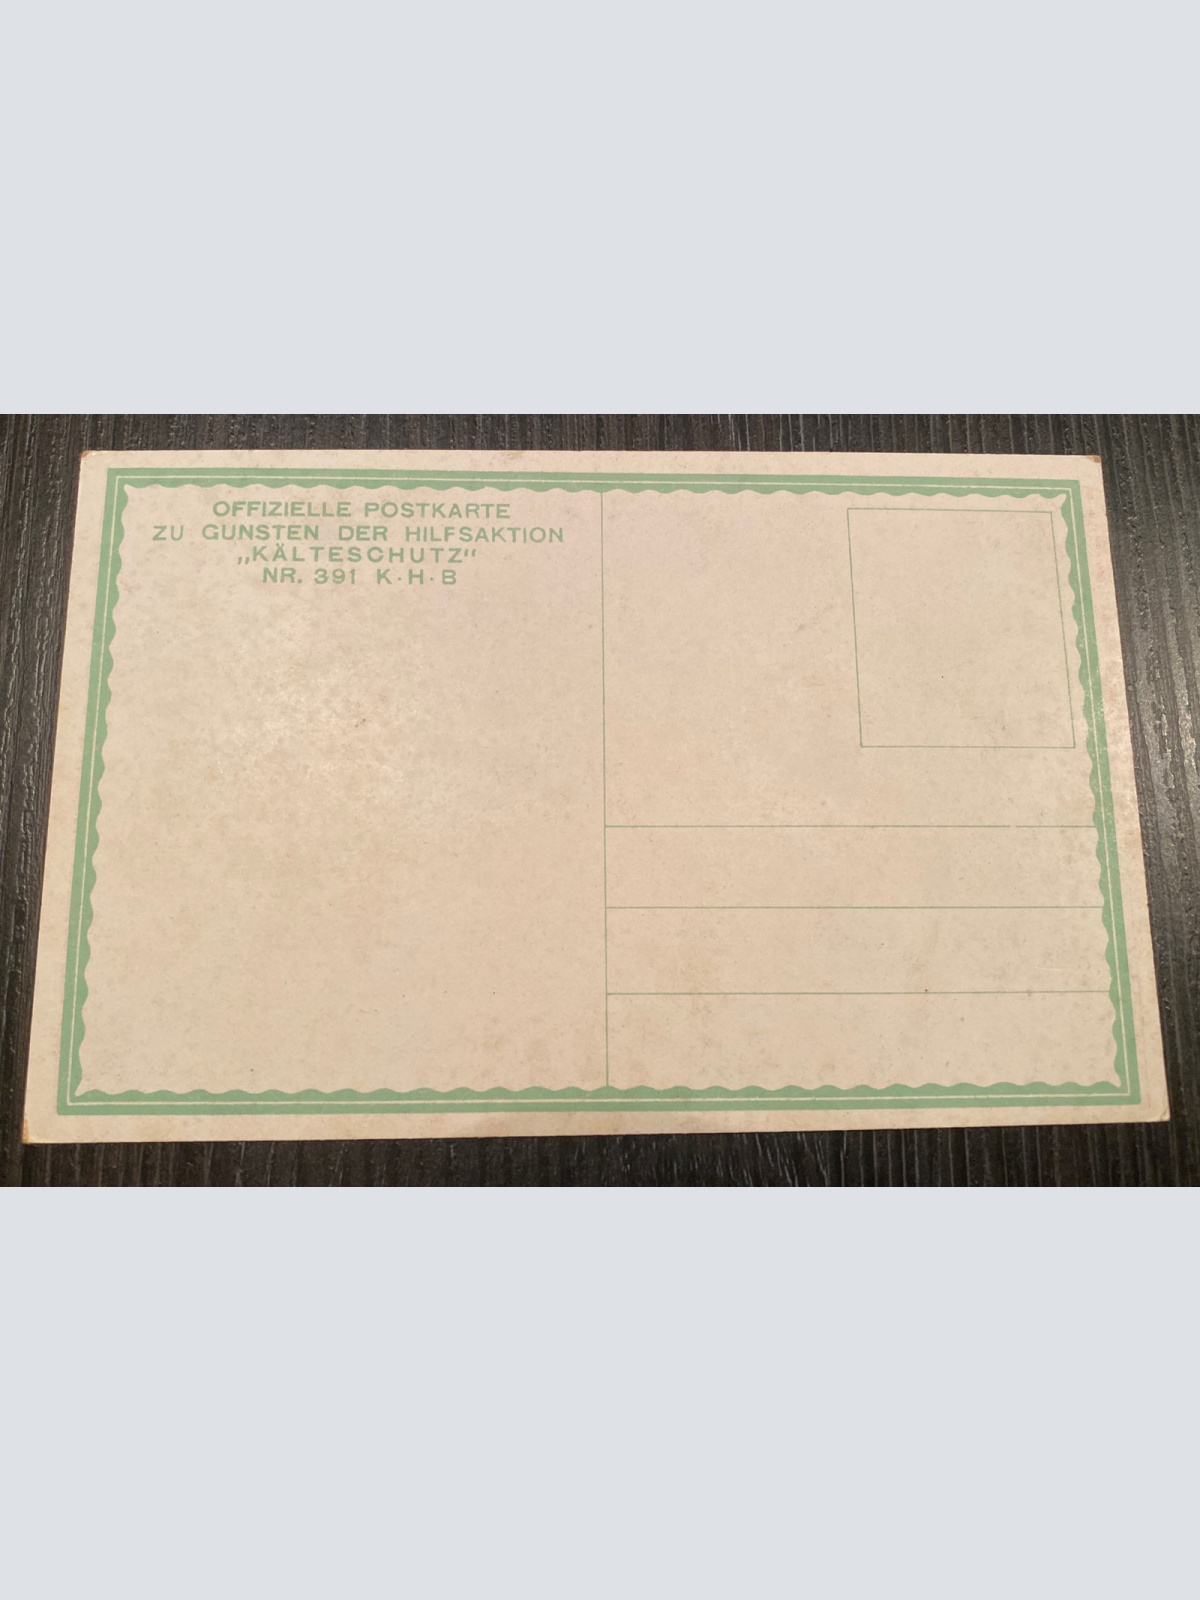 OFFIZIELLE POSTKARTE
ZU GUNSTEN DER HILFSAKTION
„KÄLTESCHUTZ“
NR. 391 K·H·B